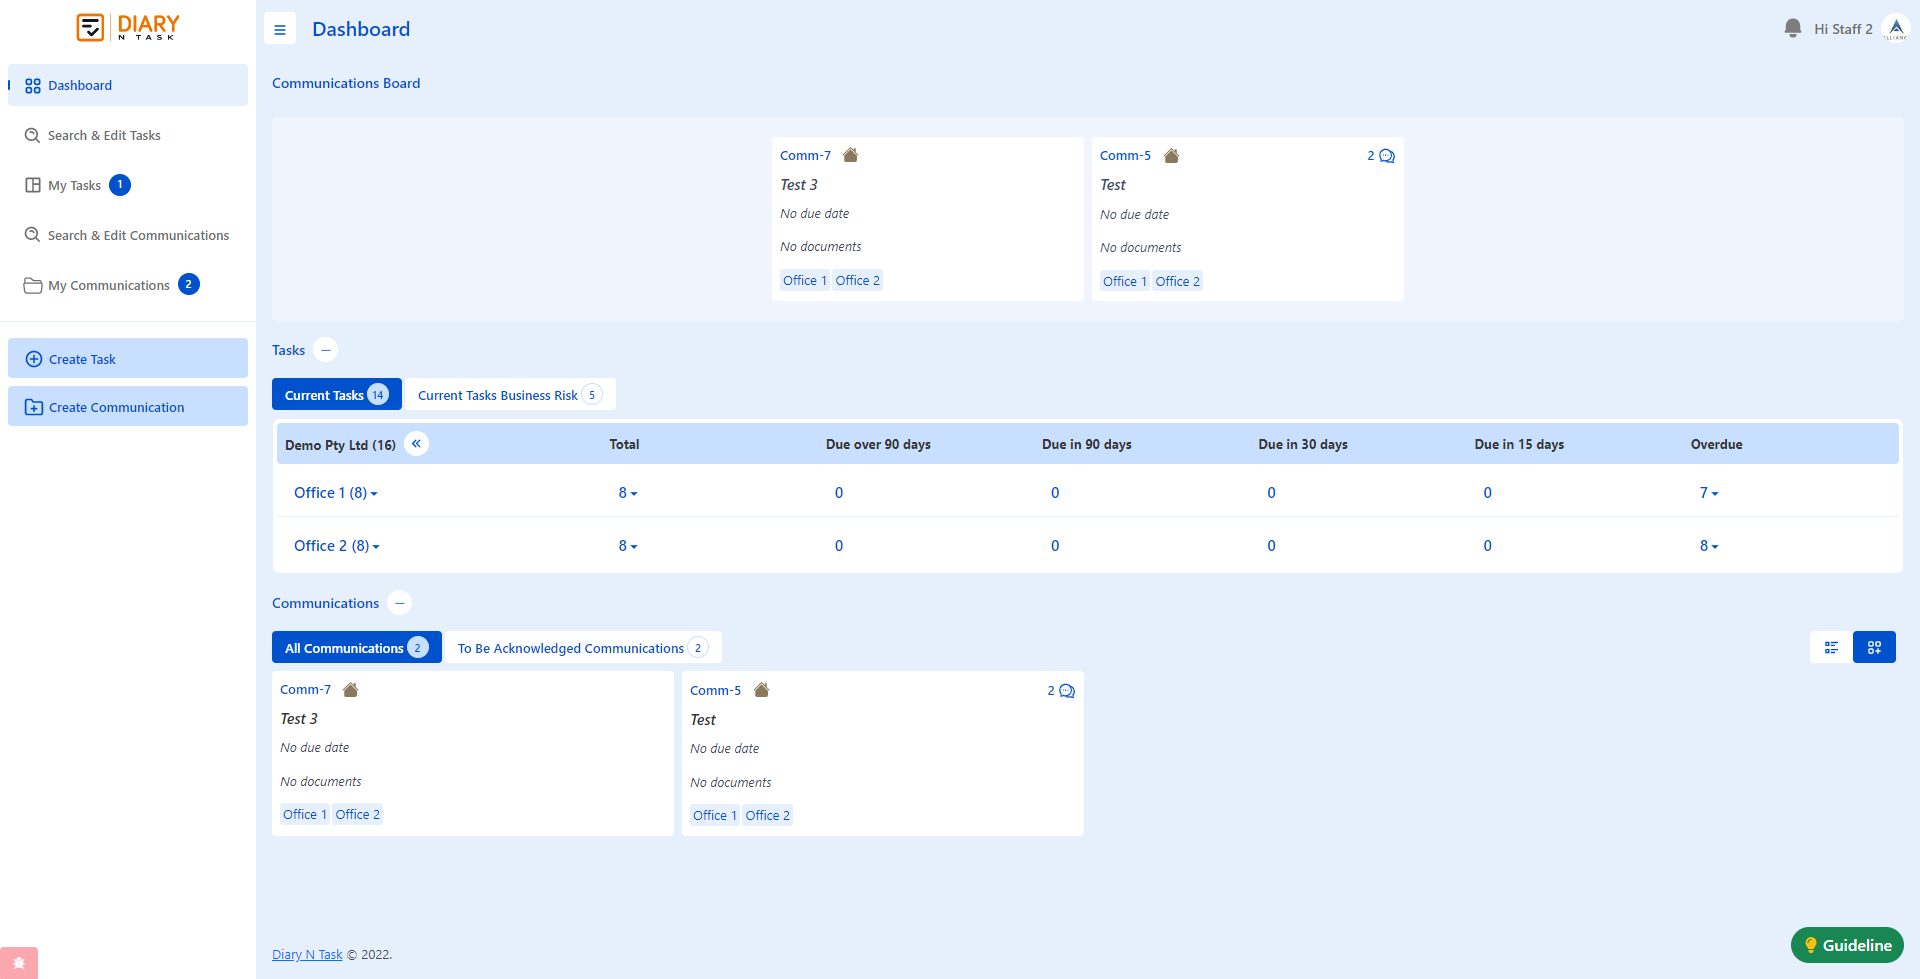 DIARY
N TASK
Dashboard
Hi Staff 2
ALLIANCE
Dashboard
Search & Edit Tasks
My Tasks 1
Search & Edit Communications
My Communications 2
Create Task
Create Communication
Communications Board
Comm-7
Test 3
No due date
No documents
Office 1 Office 2
Comm-5 2
Test
No due date
No documents
Office 1 Office 2
Tasks
Current Tasks 14 Current Tasks Business Risk 5
Demo Pty Ltd (16) Total Due over 90 days Due in 90 days Due in 30 days Due in 15 days Overdue
Office 1 (8) 8 0 0 0 0 7
Office 2 (8) 8 0 0 0 0 8
Communications
All Communications 2 To Be Acknowledged Communications 2
Comm-7
Test 3
No due date
No documents
Office 1 Office 2
Comm-5 2
Test
No due date
No documents
Office 1 Office 2
Diary N Task © 2022.
Guideline